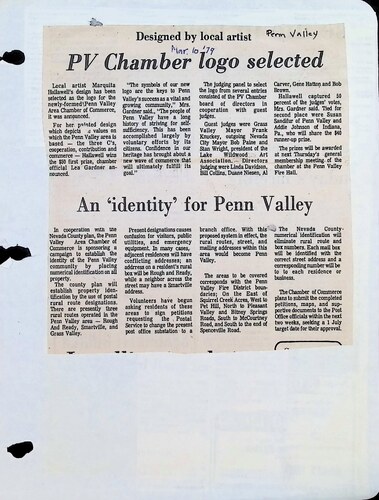 Designed by local artist
Penn Valley
Mar. 10 '79
PV Chamber logo selected
Local artist Marquita
Hallawell's design has been
selected as the logo for the
newly-formed Penn Valley
Area Chamber of Commerce,
it was announced.
For her painted design
which depicts values on
which the Penn Valley area is
based — the three C's,
cooperation, contribution and
commerce — Hallawell wins
the $90 first prize, chamber
official Lea Gardner an-
nounced.
"The symbols of our new
logo are the keys to Penn
Valley's success as a vital and
growing community," Mrs.
Gardner said. "The people of
Penn Valley have a long
history of striving for self-
sufficiency. This has been
accomplished largely by
voluntary efforts by its
citizens. Confidence in our
heritage has brought about a
new wave of commerce that
will ultimately fulfill its
goal."
The judging panel to select
the logo from several entries
consisted of the PV Chamber
board of directors in
cooperation with guest
judges.
Guest judges were Grass
Valley Mayor Frank
Knuckey, outgoing Nevada
City Mayor Bob Paine and
Stan Wright, president of the
Lake Wildwood Art
Association. Directors
judging were Linda Davidson,
Bill Collins, Duane Niesen, Al
Carver, Gene Hatton and Bob
Brown.
Hallawell captured 50
percent of the judges' votes,
Mrs. Gardner said. Tied for
second place were Susan
Sandifur of Penn Valley and
Addie Johnson of Indiana,
Pa., who will share the $60
runner-up prize.
The prizes will be awarded
at next Thursday's general
membership meeting of the
chamber at the Penn Valley
Fire Hall.
An 'identity' for Penn Valley
In cooperation with the
Nevada County plan, the Penn
Valley Area Chamber of
Commerce is sponsoring a
campaign to establish the
identity of the Penn Valley
community by placing
numerical identification on all
property.
The county plan will
establish property iden-
tification by the use of postal
rural route designations.
There are presently three
rural routes operated in the
Penn Valley area — Rough
And Ready, Smartville, and
Grass Valley.
Present designations cause
confusion for visitors, public
utilities, and emergency
equipment. In many cases,
adjacent residences will have
conflicting addresses; an
address on a resident's rural
box will be Rough and Ready,
while a neighbor across the
street may have a Smartville
address.
Volunteers have begun
asking residents of these
areas to sign petitions
requesting the Postal
Service to change the present
post office substation to a
branch office. With the
proposed system in effect,
the rural routes, street, and
mailing addresses within this
area would become Penn
Valley.
The areas to be covered
corresponds with the Penn
Valley Fire District boun-
daries; On the East of
Squirrel Creek Acres, West to
Pet Hill, North to Pleasant
Valley and Bitney Springs
Roads, South to McCourtney
Road, and South to the end of
Spenceville Road.
The Nevada County-
numerical identification will
eliminate rural route and
box numbers. Each mail box
will be identified with the
correct street address and a
corresponding number will be
to to each residence or
business.
The Chamber of Commerce
plans to submit the completed
petitions, maps, and sup-
portive documents to the Post
Office officials within the next
two weeks, seeking a 1 July
target date for their approval.